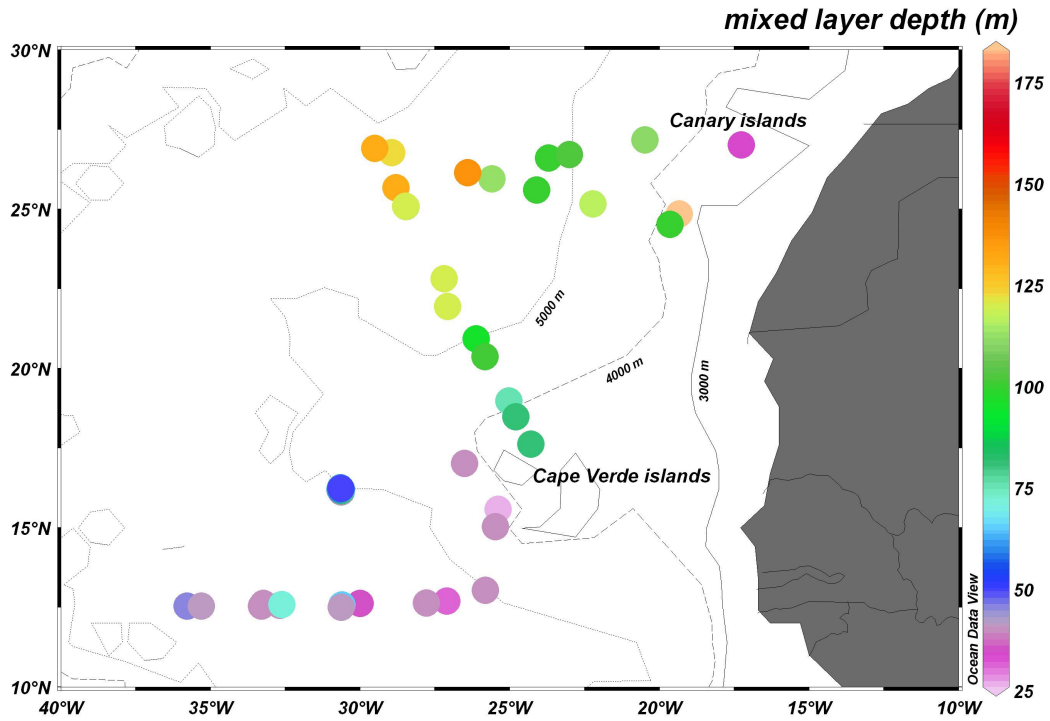 mixed layer depth (m)
30°N
25°N
20°N
15°N
10°N
40°W
35°W
30°W
25°W
20°W
15°W
10°W
Canary islands
Cape Verde islands
5000 m
4000 m
3000 m
Ocean Data View
175
150
125
100
75
50
25